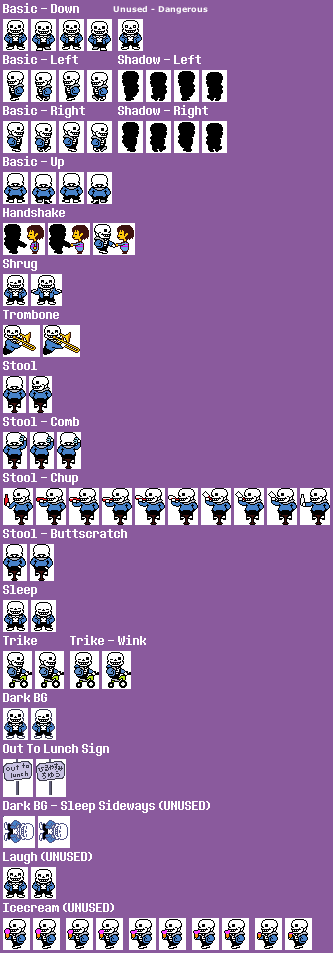 Basic - Down Unused - Dangerous
Basic - Left Shadow - Left
Basic - Right Shadow - Right
Basic - Up
Handshake
Shrug
Trombone
Stool
Stool - Comb
Stool - Chup
Stool - Buttscratch
Sleep
Trike Trike - Wink
Dark BG
Out To Lunch Sign
out to
lunch
Dark BG - Sleep Sideways (UNUSED)
Laugh (UNUSED)
Icecream (UNUSED)